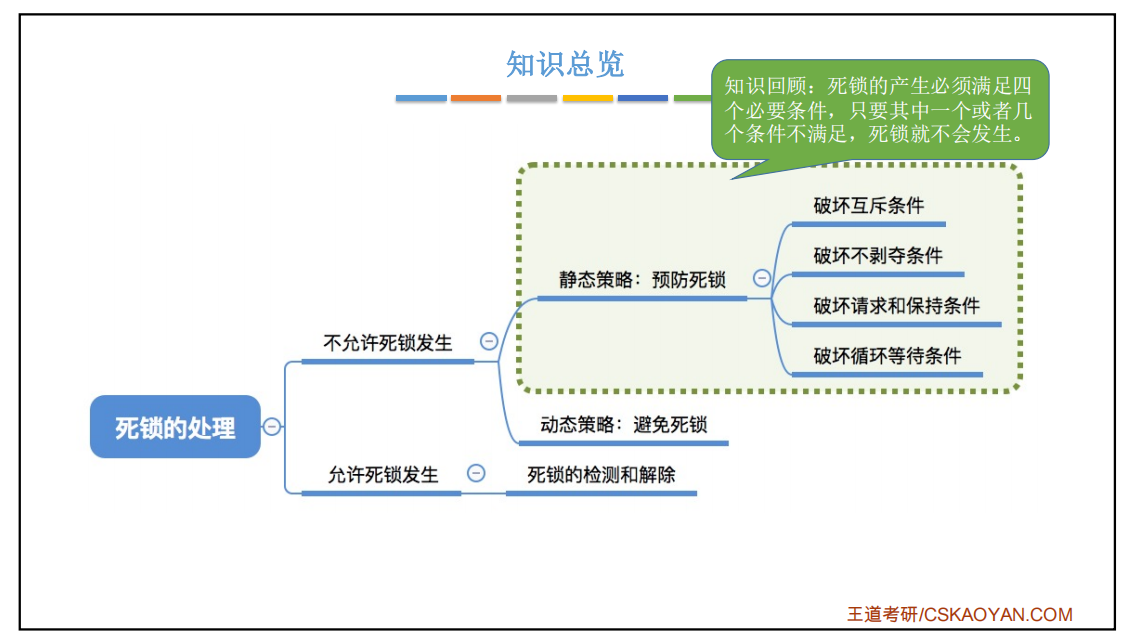 知识总览
知识回顾：死锁的产生必须满足四
个必要条件，只要其中一个或者几
个条件不满足，死锁就不会发生。
破坏互斥条件
破坏不剥夺条件
静态策略：预防死锁
破坏请求和保持条件
不允许死锁发生
破坏循环等待条件
死锁的处理
动态策略：避免死锁
允许死锁发生
死锁的检测和解除
王道考研/CSKAOYAN.COM